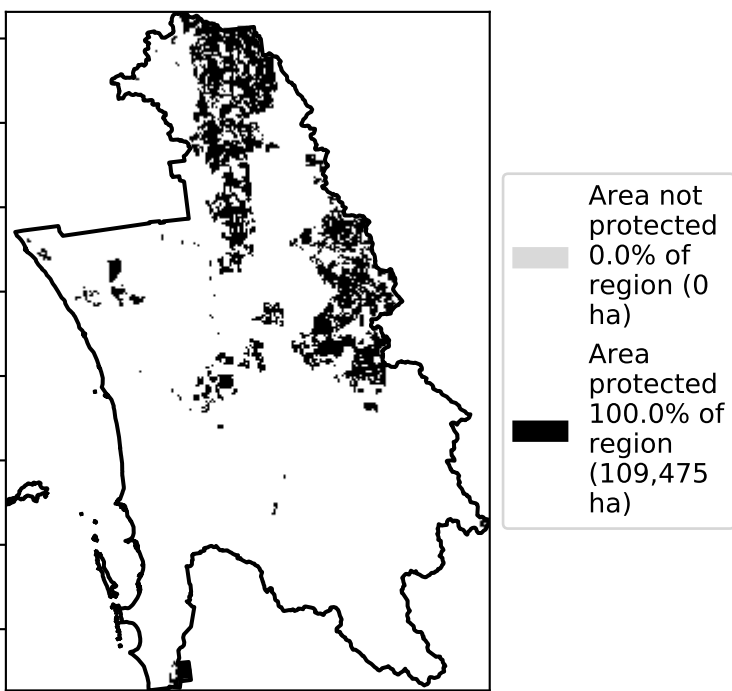 Area not
protected
0.0% of
region (0
ha)
Area
protected
100.0% of
region
(109,475
ha)